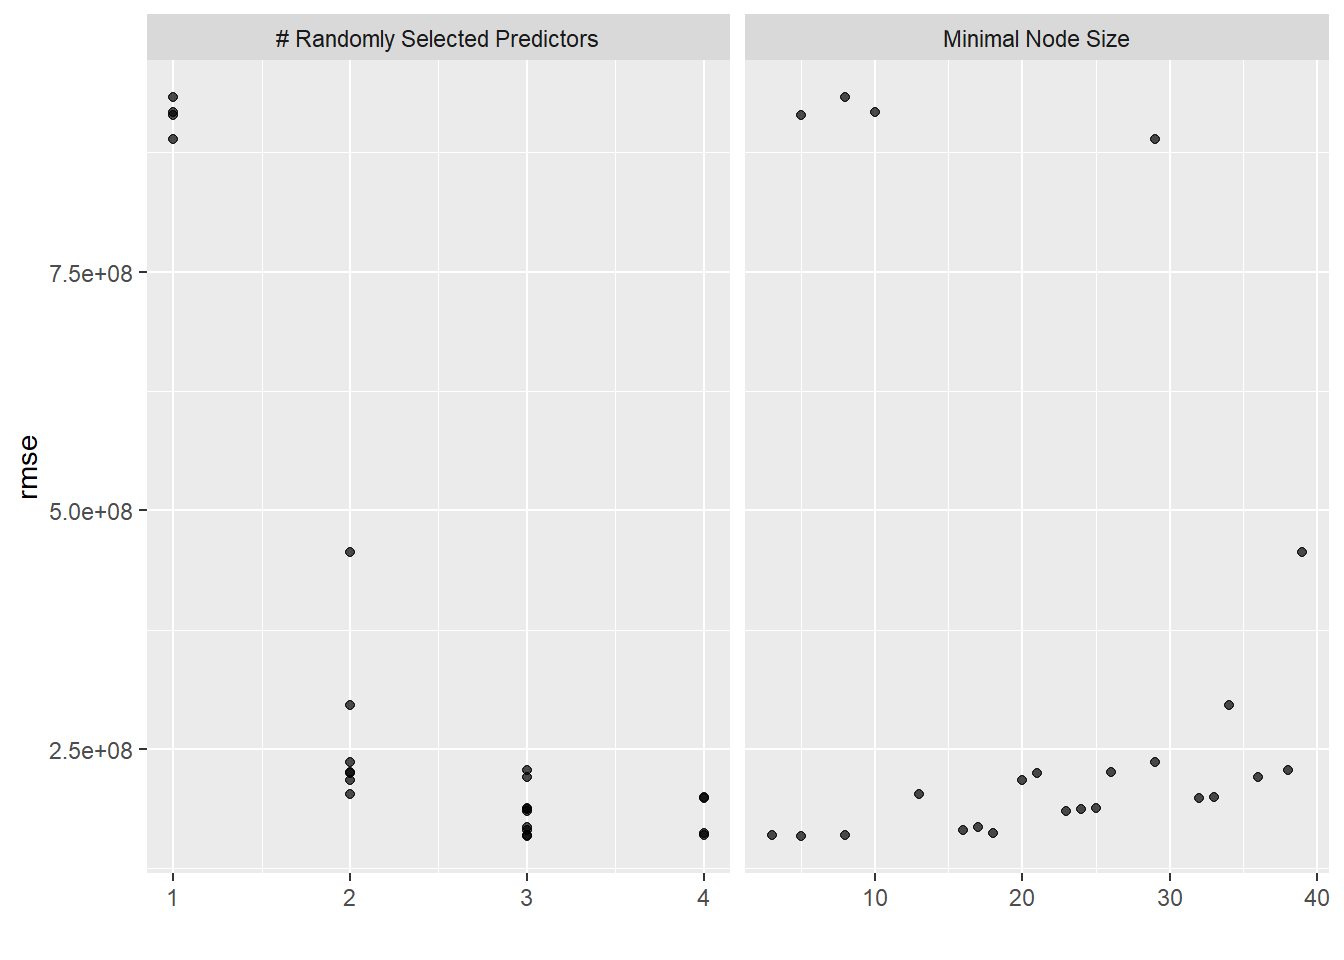 # Randomly Selected Predictors
Minimal Node Size
rmse
7.5e+08
5.0e+08
2.5e+08
1 2 3 4
10 20 30 40